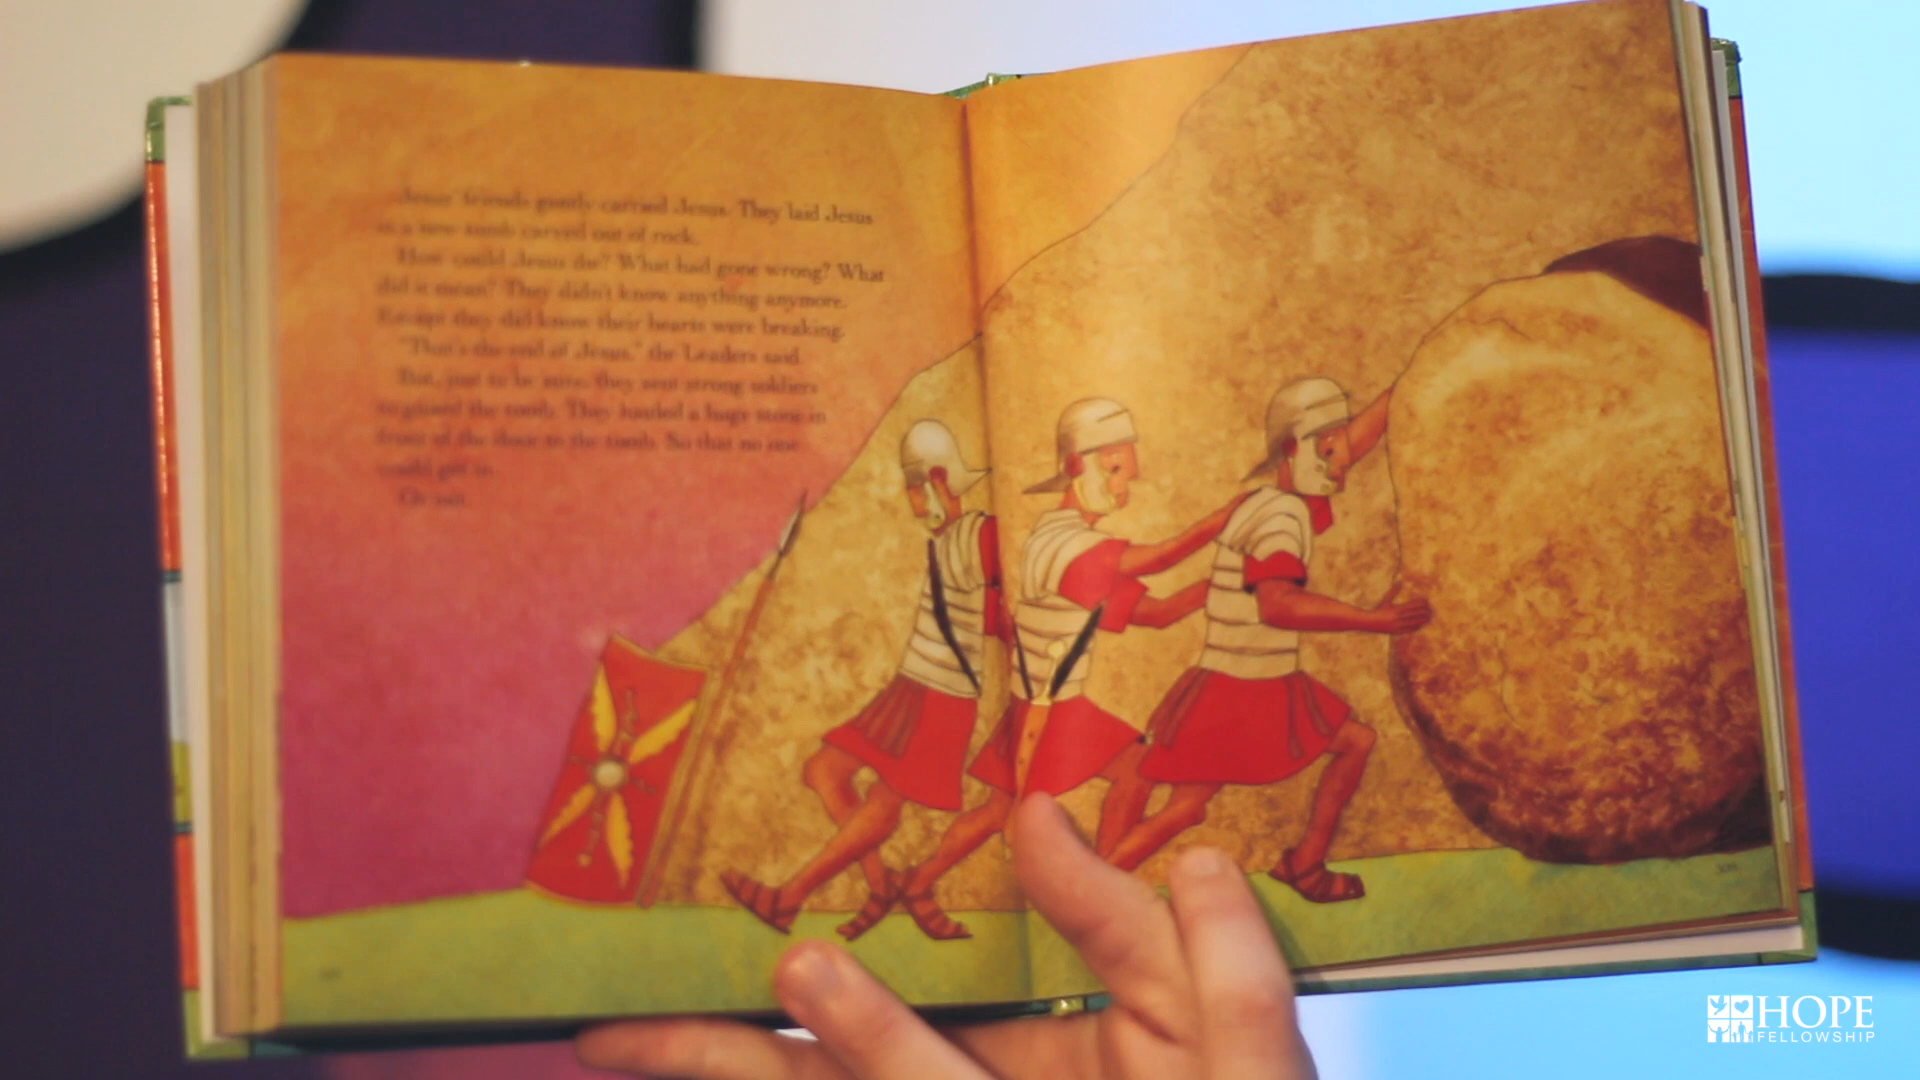 Jesus' friends gently carried Jesus. They laid Jesus
in a new tomb carved out of rock.
How could Jesus die? What had gone wrong? What
did it mean? They didn't know anything anymore.
Except they did know their hearts were breaking.
"That's the end of Jesus," the Leaders said.
But, just to be sure, they sent strong soldiers
to guard the tomb. They hauled a huge stone in
front of the door to the tomb. So that no one
could get in.
Or out.
HOPE
FELLOWSHIP